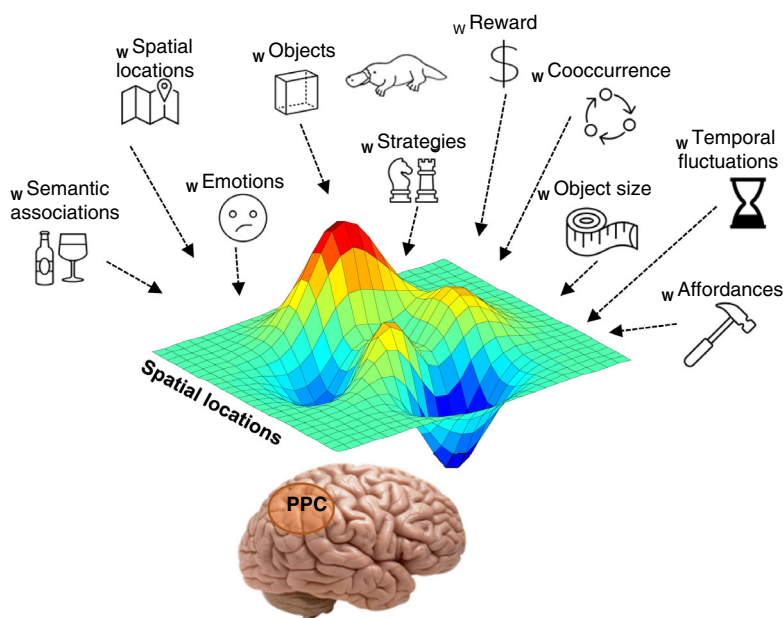 w Spatial
locations
w Objects
w Reward
w Cooccurrence
w Strategies
w Temporal
fluctuations
w Semantic
associations
w Emotions
w Object size
w Affordances
Spatial locations
PPC